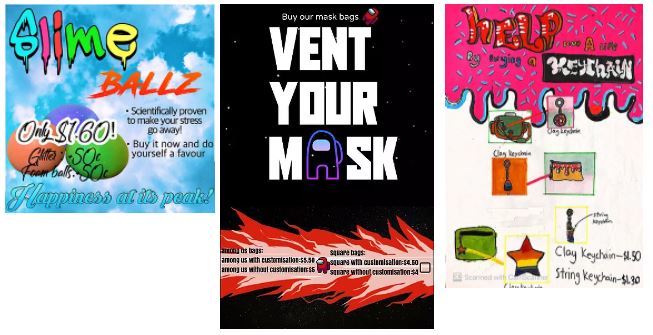 Slime
BALLZ
• Scientifically proven
to make your stress
go away!
• Buy it now and do
yourself a favour
Only $1.60!
Glitter: +50c
Foam balls: +50c
Happiness at its peak!
Buy our mask bags
VENT
YOUR
MASK
among us bags:
among us with customisation:$5.50
among us without customisation:$5
square bags:
square with customisation:$4.50
square without customisation:$4
HELP
A
By Buying a
KEYCHAIN
Clay keychain
Clay Keychain
string
Keychain
Clay Keychain-$1.50
String Keychain-$1.30
Scanned with